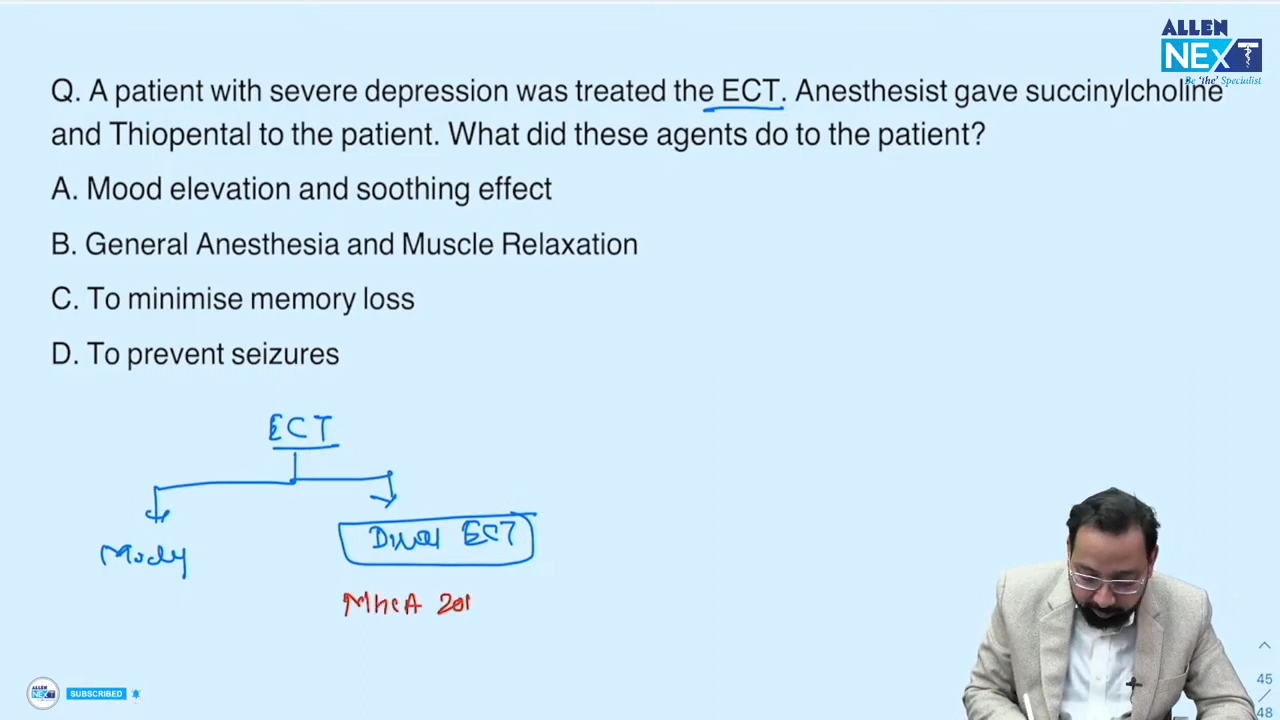 ALLEN
NEXT
Be 'The' Specialist
Q. A patient with severe depression was treated the ECT. Anesthesist gave succinylcholine
and Thiopental to the patient. What did these agents do to the patient?
A. Mood elevation and soothing effect
B. General Anesthesia and Muscle Relaxation
C. To minimise memory loss
D. To prevent seizures
ECT
ECT
MhcA 201
ALLEN
NEXT
SUBSCRIBED
45
/
48